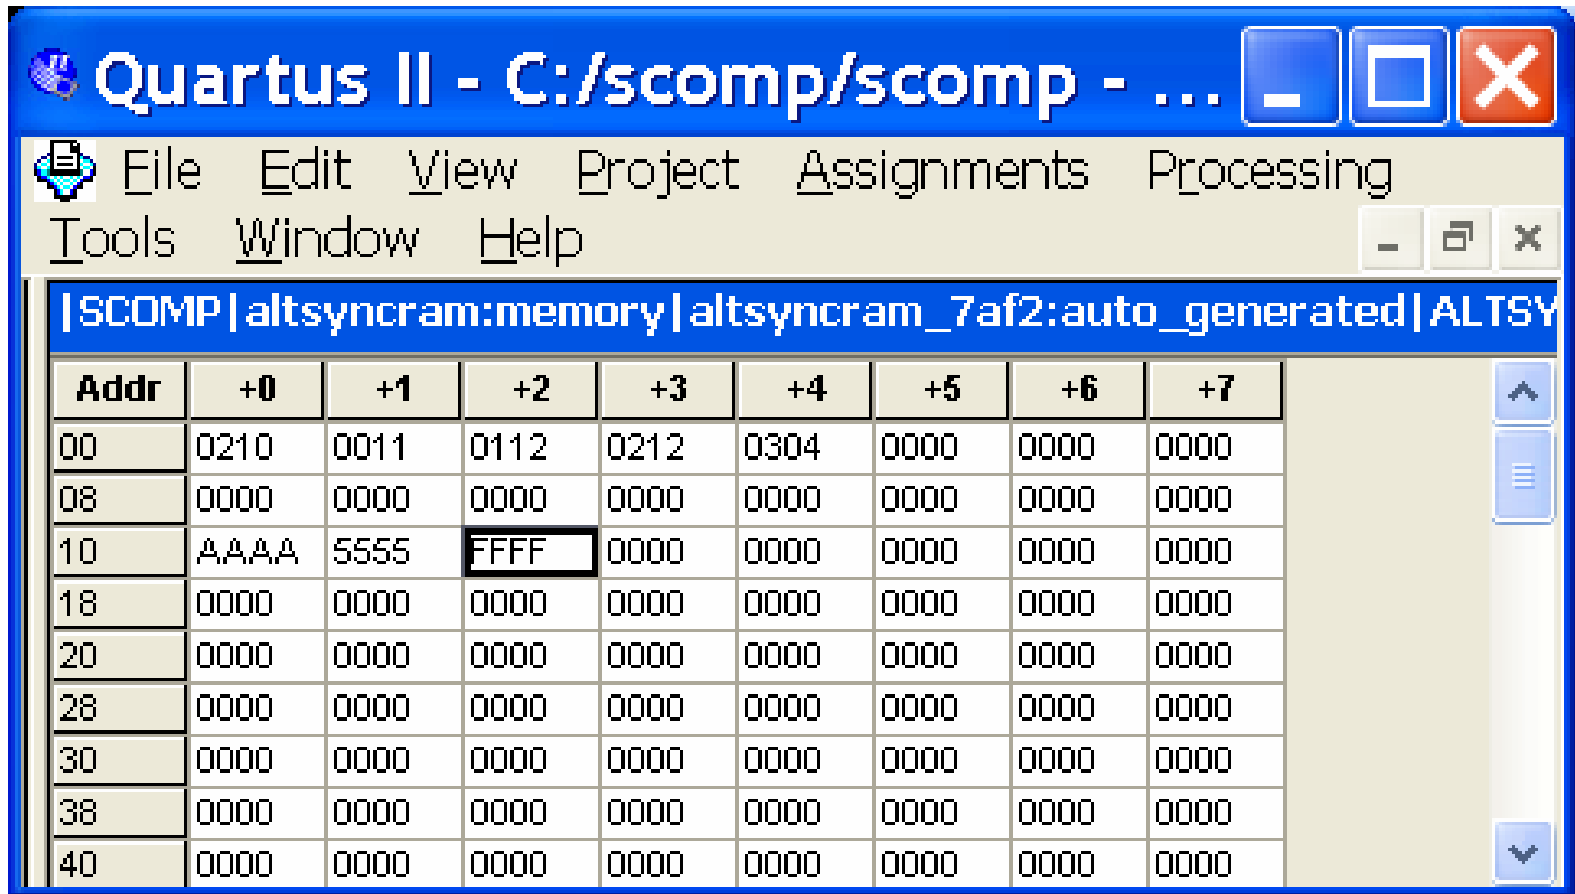 Quartus II - C:/scomp/scomp - ...
File Edit View Project Assignments Processing
Tools Window Help
|SCOMP|altsyncram:memory|altsyncram_7af2:auto_generated|ALTSY
Addr +0 +1 +2 +3 +4 +5 +6 +7
00 0210 0011 0112 0212 0304 0000 0000 0000
08 0000 0000 0000 0000 0000 0000 0000 0000
10 AAAA 5555 FFFF 0000 0000 0000 0000 0000
18 0000 0000 0000 0000 0000 0000 0000 0000
20 0000 0000 0000 0000 0000 0000 0000 0000
28 0000 0000 0000 0000 0000 0000 0000 0000
30 0000 0000 0000 0000 0000 0000 0000 0000
38 0000 0000 0000 0000 0000 0000 0000 0000
40 0000 0000 0000 0000 0000 0000 0000 0000